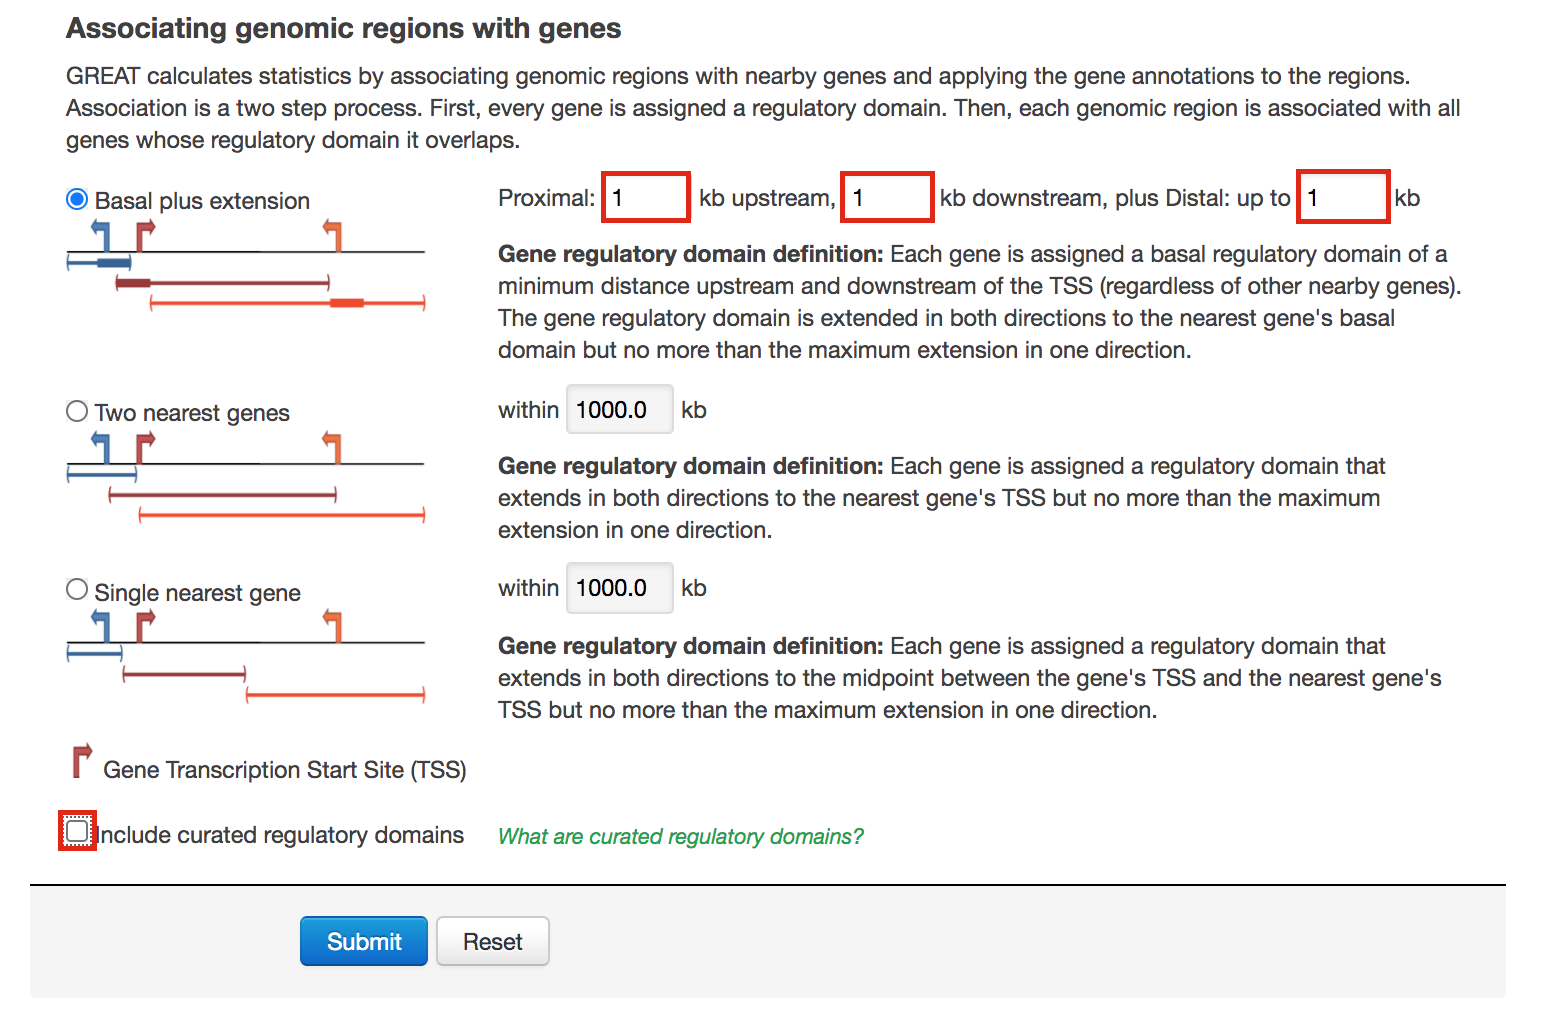 Associating genomic regions with genes
GREAT calculates statistics by associating genomic regions with nearby genes and applying the gene annotations to the regions.
Association is a two step process. First, every gene is assigned a regulatory domain. Then, each genomic region is associated with all
genes whose regulatory domain it overlaps.
Basal plus extension
Proximal: 1 kb upstream, 1 kb downstream, plus Distal: up to 1 kb
Gene regulatory domain definition: Each gene is assigned a basal regulatory domain of a
minimum distance upstream and downstream of the TSS (regardless of other nearby genes).
The gene regulatory domain is extended in both directions to the nearest gene's basal
domain but no more than the maximum extension in one direction.
Two nearest genes
within 1000.0 kb
Gene regulatory domain definition: Each gene is assigned a regulatory domain that
extends in both directions to the nearest gene's TSS but no more than the maximum
extension in one direction.
Single nearest gene
within 1000.0 kb
Gene regulatory domain definition: Each gene is assigned a regulatory domain that
extends in both directions to the midpoint between the gene's TSS and the nearest gene's
TSS but no more than the maximum extension in one direction.
Gene Transcription Start Site (TSS)
Include curated regulatory domains
What are curated regulatory domains?
Submit
Reset